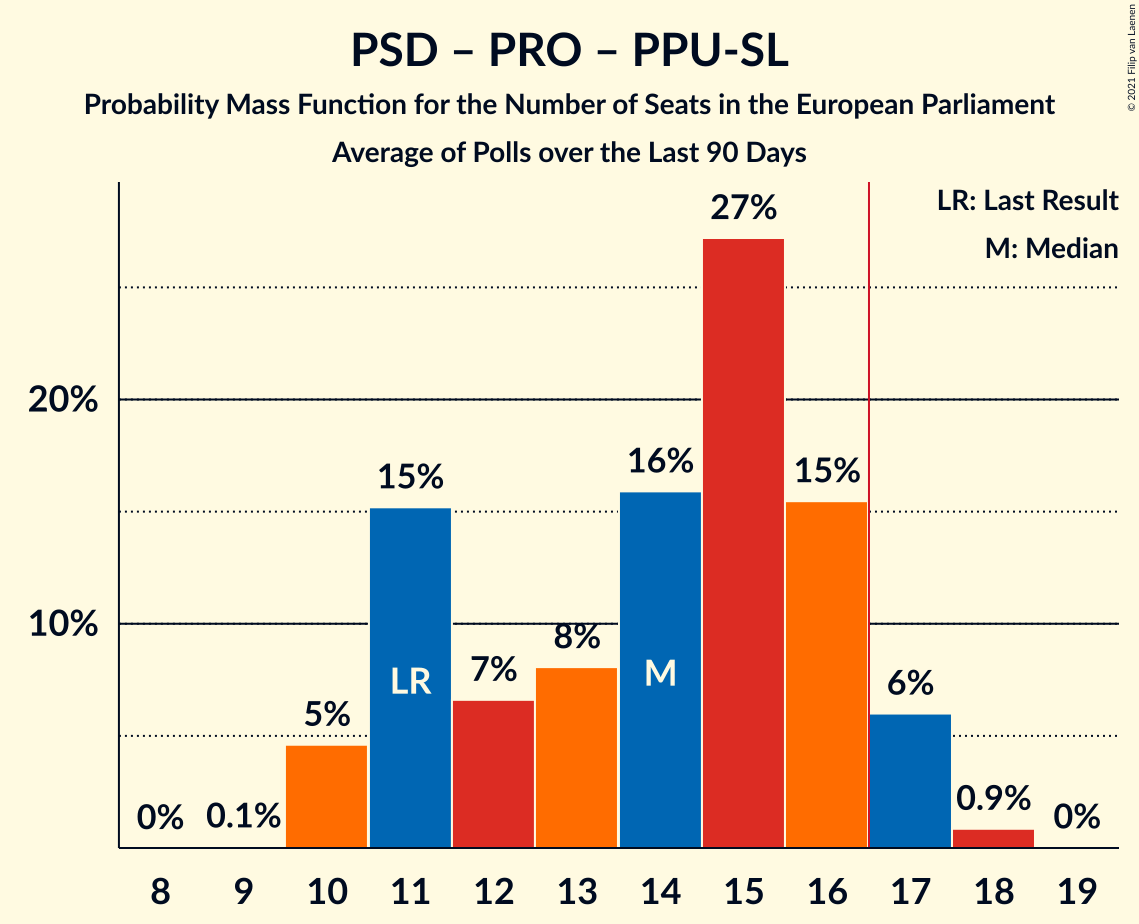 PSD – PRO – PPU-SL
Probability Mass Function for the Number of Seats in the European Parliament
Average of Polls over the Last 90 Days
© 2021 Filip van Laenen
LR: Last Result
M: Median
27%
20%
15%
16%
15%
10%
8%
7%
LR
M
6%
5%
0%
0.1%
0.9%
0%
8 9 10 11 12 13 14 15 16 17 18 19